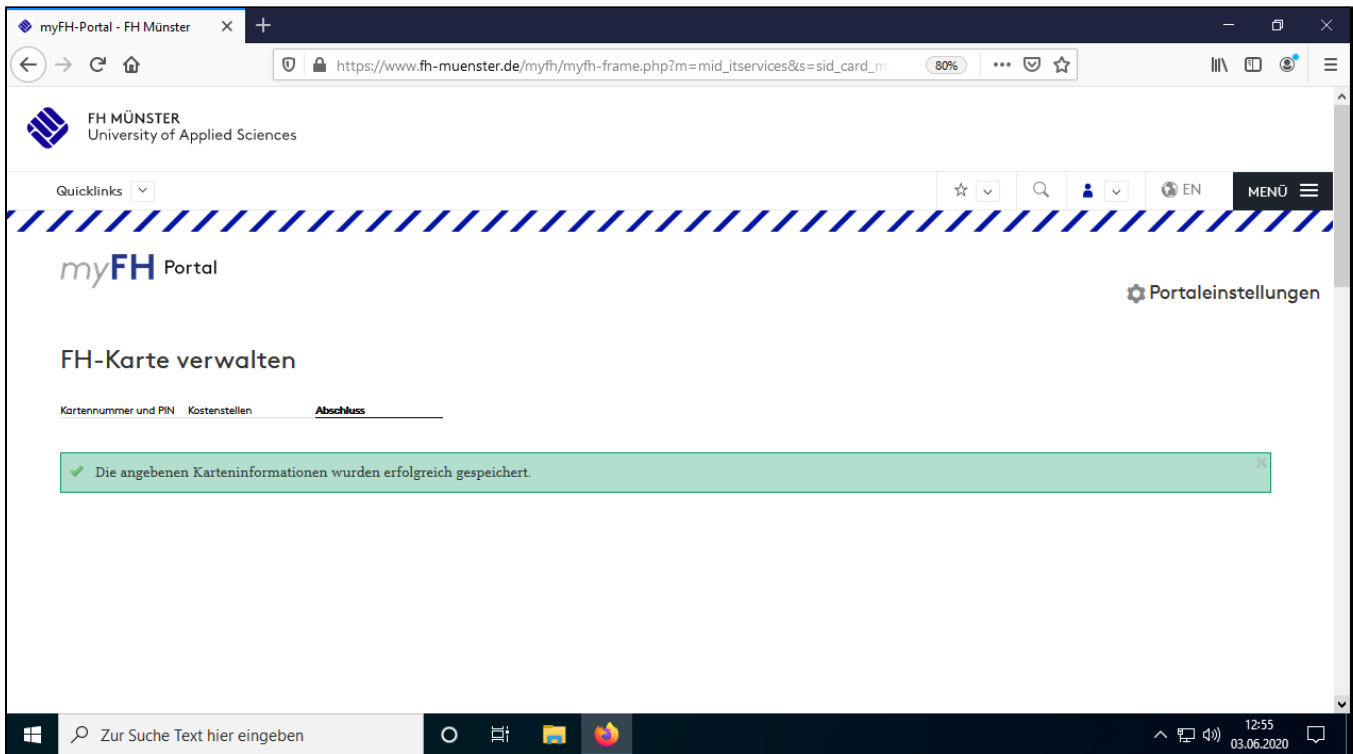 myFH-Portal - FH Münster
https://www.fh-muenster.de/myfh/myfh-frame.php?m=mid_itservices&s=sid_card_m
80%
FH MÜNSTER
University of Applied Sciences
Quicklinks
EN
MENÜ
myFH Portal
Portaleinstellungen
FH-Karte verwalten
Kartennummer und PIN Kostenstellen Abschluss
Die angebenen Karteninformationen wurden erfolgreich gespeichert.
Zur Suche Text hier eingeben
12:55
03.06.2020